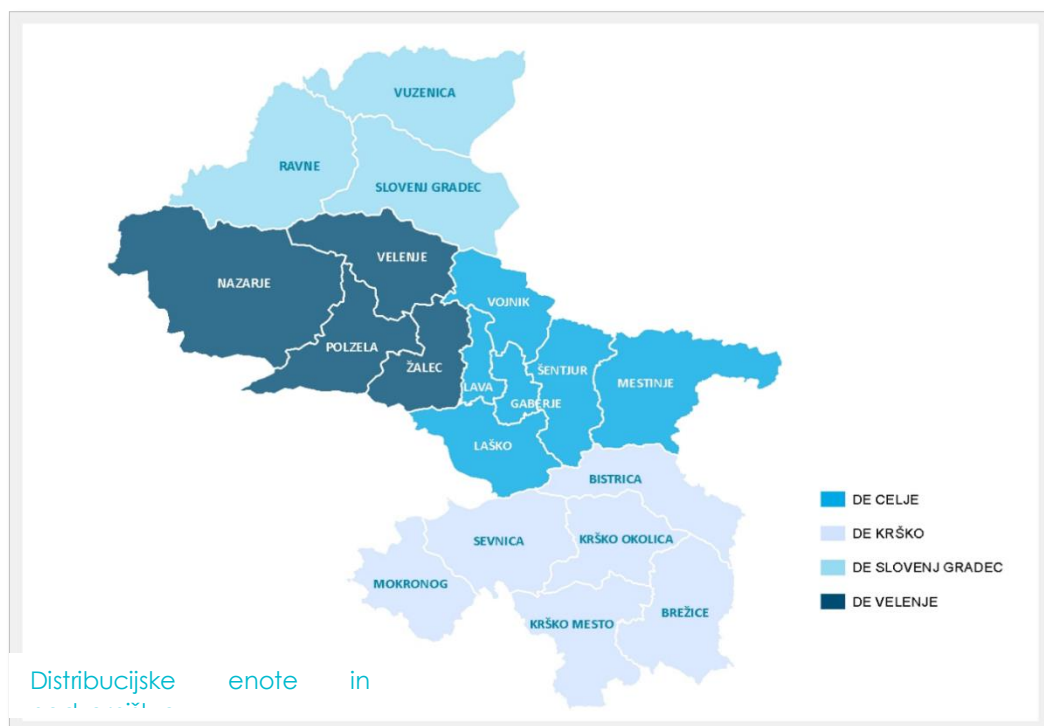 VUZENICA
RAVNE
SLOVENJ GRADEC
VELENJE
NAZARJE
VOJNIK
POLZELA
ŽALEC
ŠENTJUR
LAVA
MESTINJE
GABERJE
LAŠKO
BISTRICA
SEVNICA
KRŠKO OKOLICA
MOKRONOG
BREŽICE
KRŠKO MESTO
DE CELJE
DE KRŠKO
DE SLOVENJ GRADEC
DE VELENJE
Distribucijske enote in